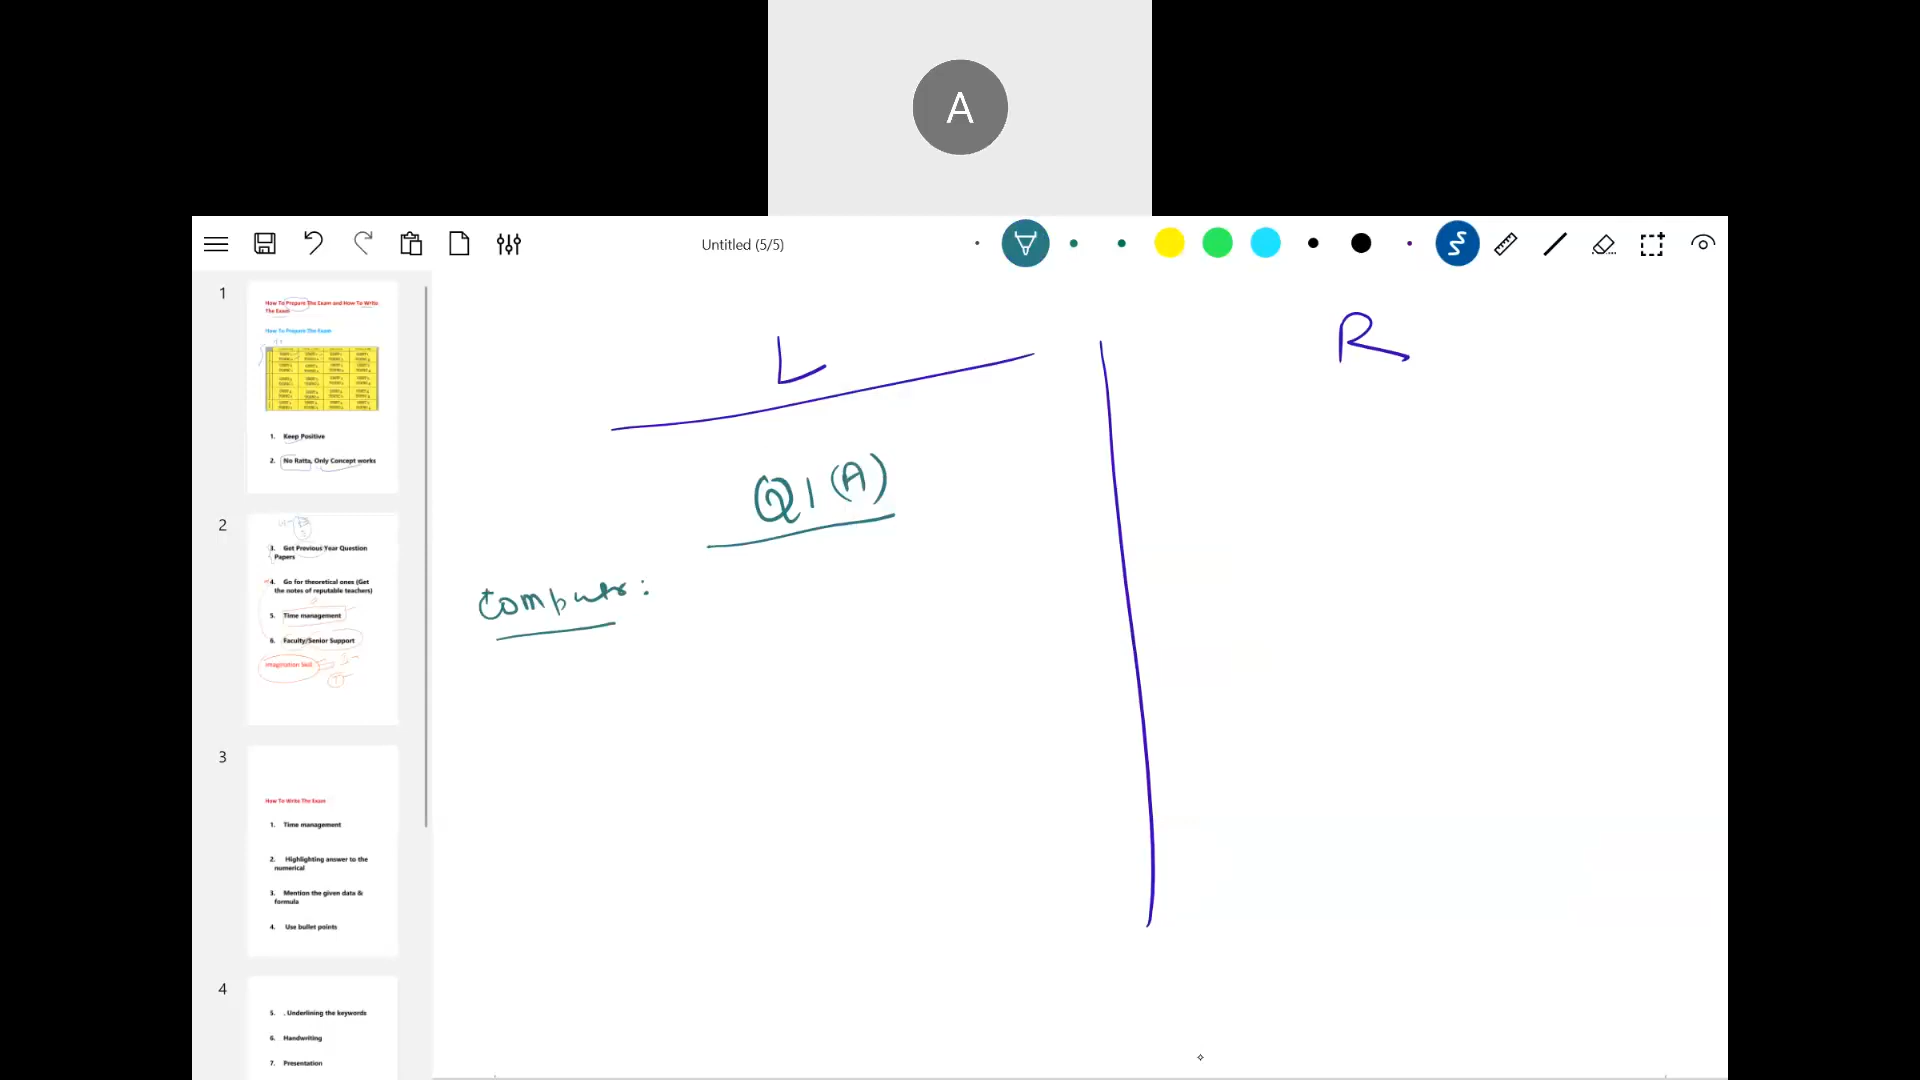 A
Untitled (5/5)
1
How To Prepare The Exam and How To Write
The Exam
How To Prepare The Exam
1. Keep Positive
2. No Ratta, Only Concept works
2
3. Get Previous Year Question
Papers
4. Go for theoretical ones (Get
the notes of reputable teachers)
5. Time management
6. Faculty/Senior Support
Imagination Skill
3
How To Write The Exam
1. Time management
2. Highlighting answer to the
numerical
3. Mention the given data &
formula
4. Use bullet points
4
5. . Underlining the keywords
6. Handwriting
7. Presentation
L
R
Q1(A)
Computer: